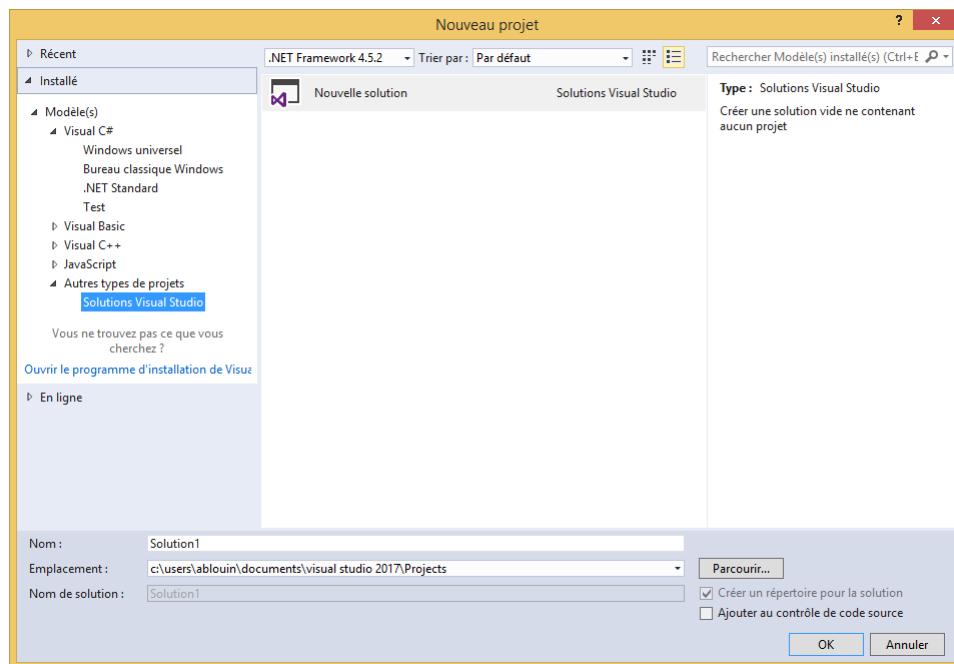 Nouveau projet
Récent
.NET Framework 4.5.2 Trier par : Par défaut
Rechercher Modèle(s) installé(s) (Ctrl+E
Installé
Modèle(s)
Visual C#
Windows universel
Bureau classique Windows
.NET Standard
Test
Visual Basic
Visual C++
JavaScript
Autres types de projets
Solutions Visual Studio
Vous ne trouvez pas ce que vous
cherchez ?
Ouvrir le programme d'installation de Visua
En ligne
Nouvelle solution Solutions Visual Studio
Type : Solutions Visual Studio
Créer une solution vide ne contenant
aucun projet
Nom : Solution1
Emplacement : c:\users\ablouin\documents\visual studio 2017\Projects Parcourir...
Nom de solution : Solution1
Créer un répertoire pour la solution
Ajouter au contrôle de code source
OK Annuler